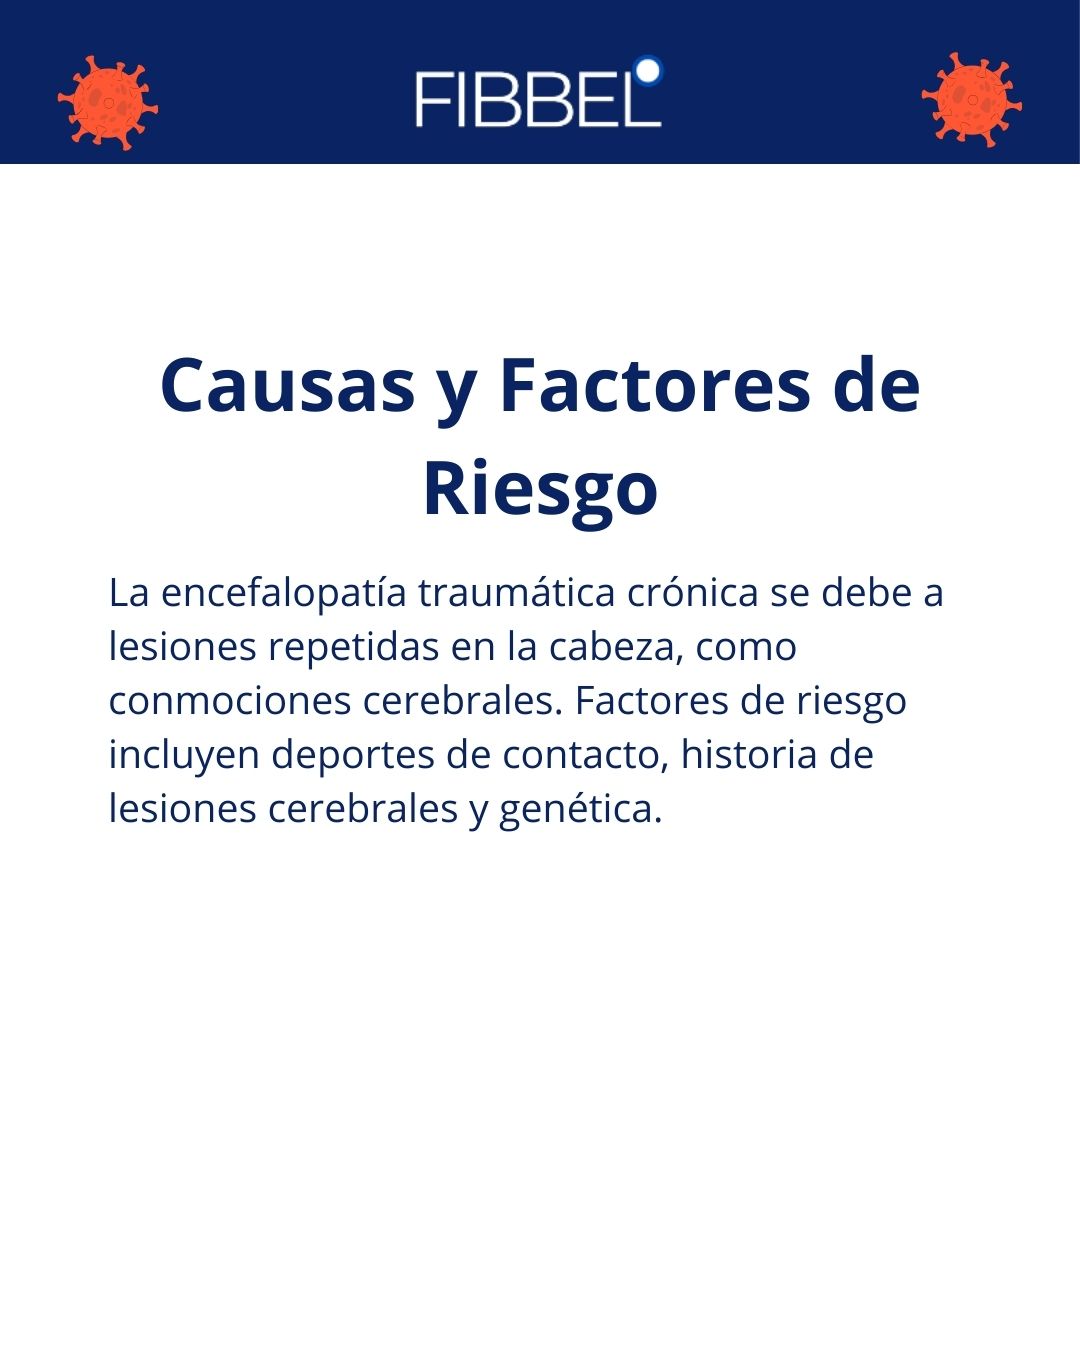 FIBBEL
Causas y Factores de
Riesgo
La encefalopatía traumática crónica se debe a
lesiones repetidas en la cabeza, como
conmociones cerebrales. Factores de riesgo
incluyen deportes de contacto, historia de
lesiones cerebrales y genética.